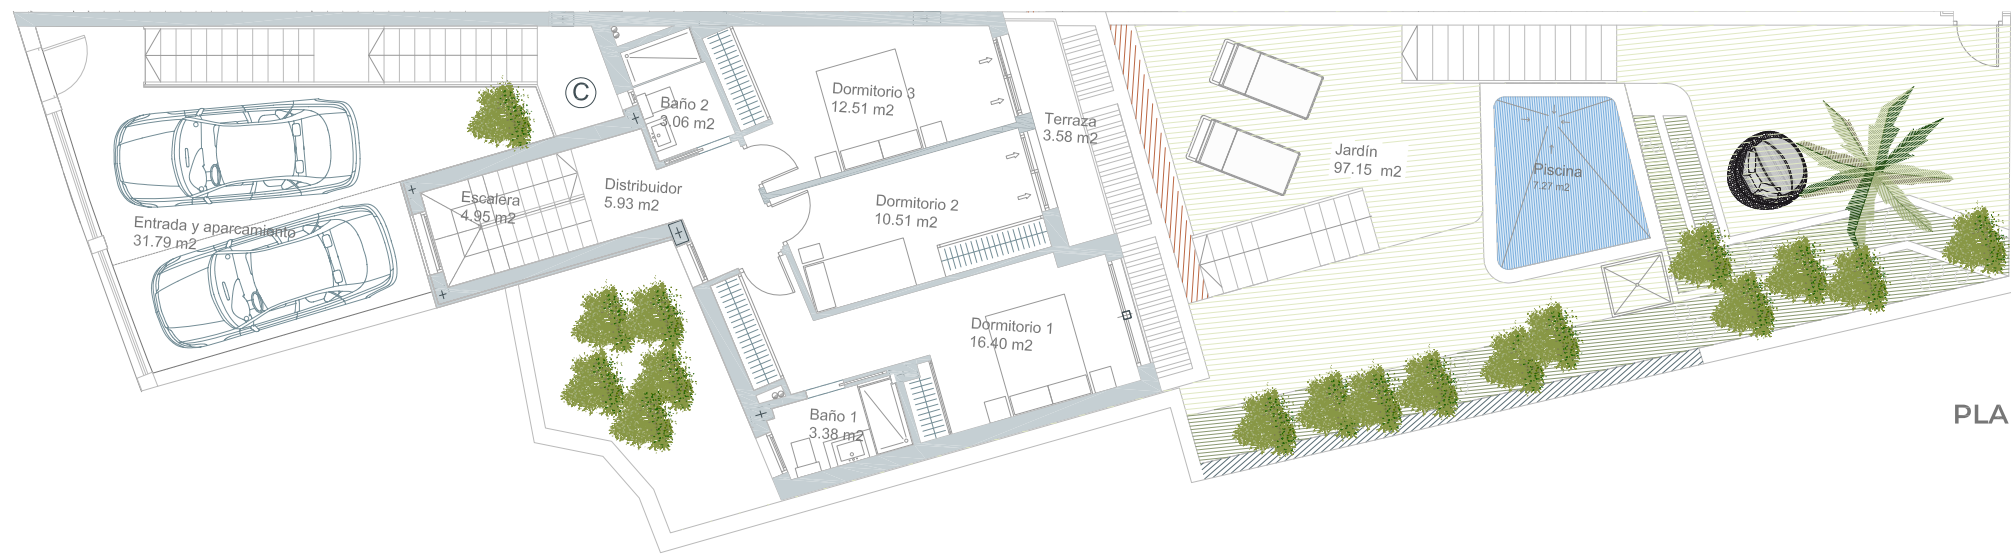 C
Baño 2
3.06 m2
Dormitorio 3
12.51 m2
Terraza
3.58 m2
Jardín
97.15 m2
Piscina
7.27 m2
Escalera
4.95 m2
Distribuidor
5.93 m2
Dormitorio 2
10.51 m2
Entrada y aparcamiento
31.79 m2
Dormitorio 1
16.40 m2
Baño 1
3.38 m2
PLA